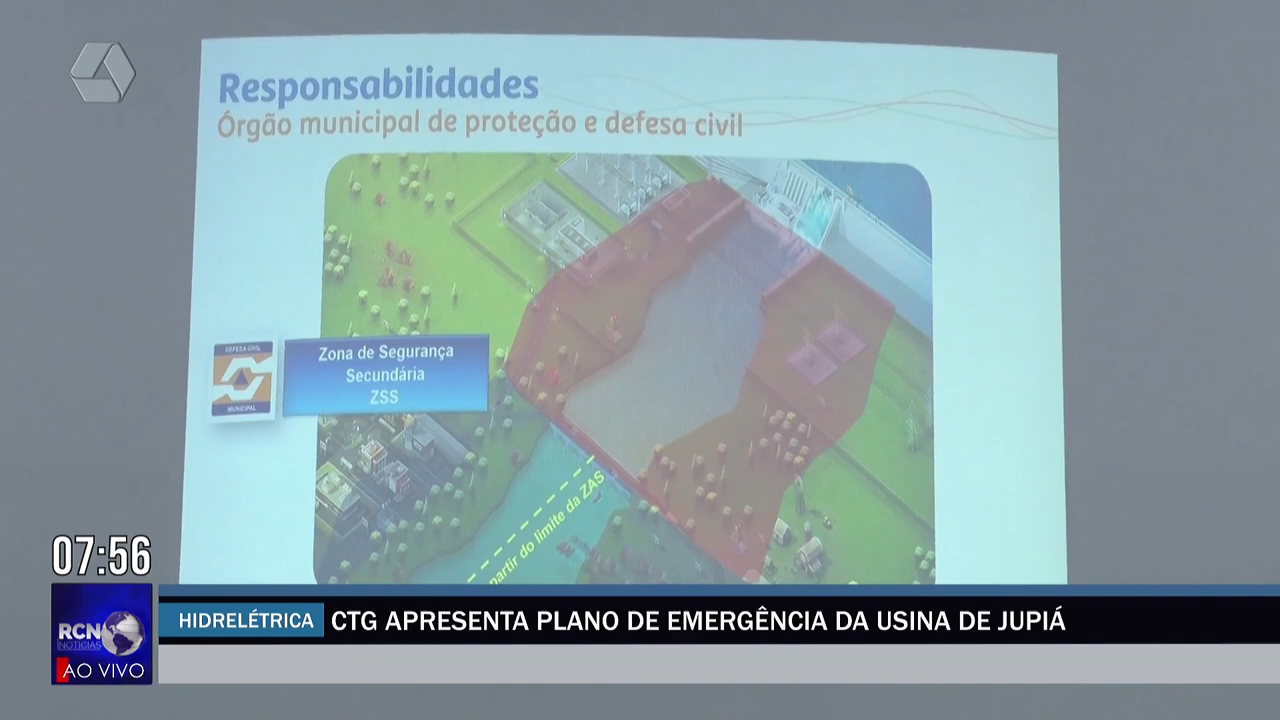 Responsabilidades
Órgão municipal de proteção e defesa civil
DEFESA CIVIL
MUNICIPAL
Zona de Segurança
Secundária
ZSS
partir do limite da ZAS
07:56
RCN
NOTÍCIAS
AO VIVO
HIDRELÉTRICA
CTG APRESENTA PLANO DE EMERGÊNCIA DA USINA DE JUPIÁ